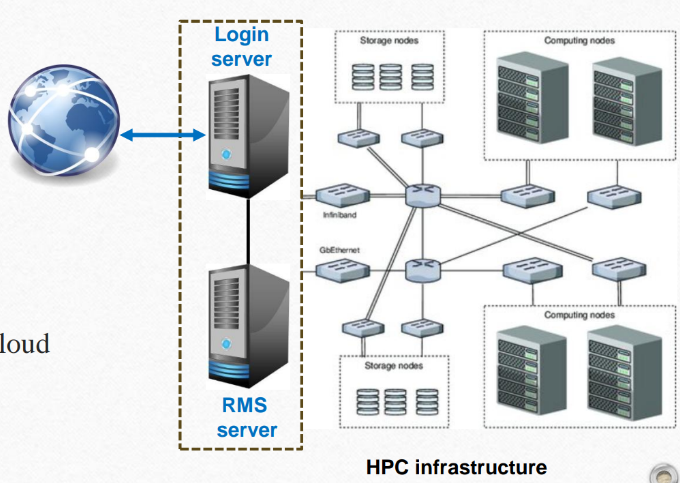 Login
server
Storage nodes
Computing nodes
Infiniband
GbEthernet
loud
Computing nodes
Storage nodes
RMS
server
HPC infrastructure